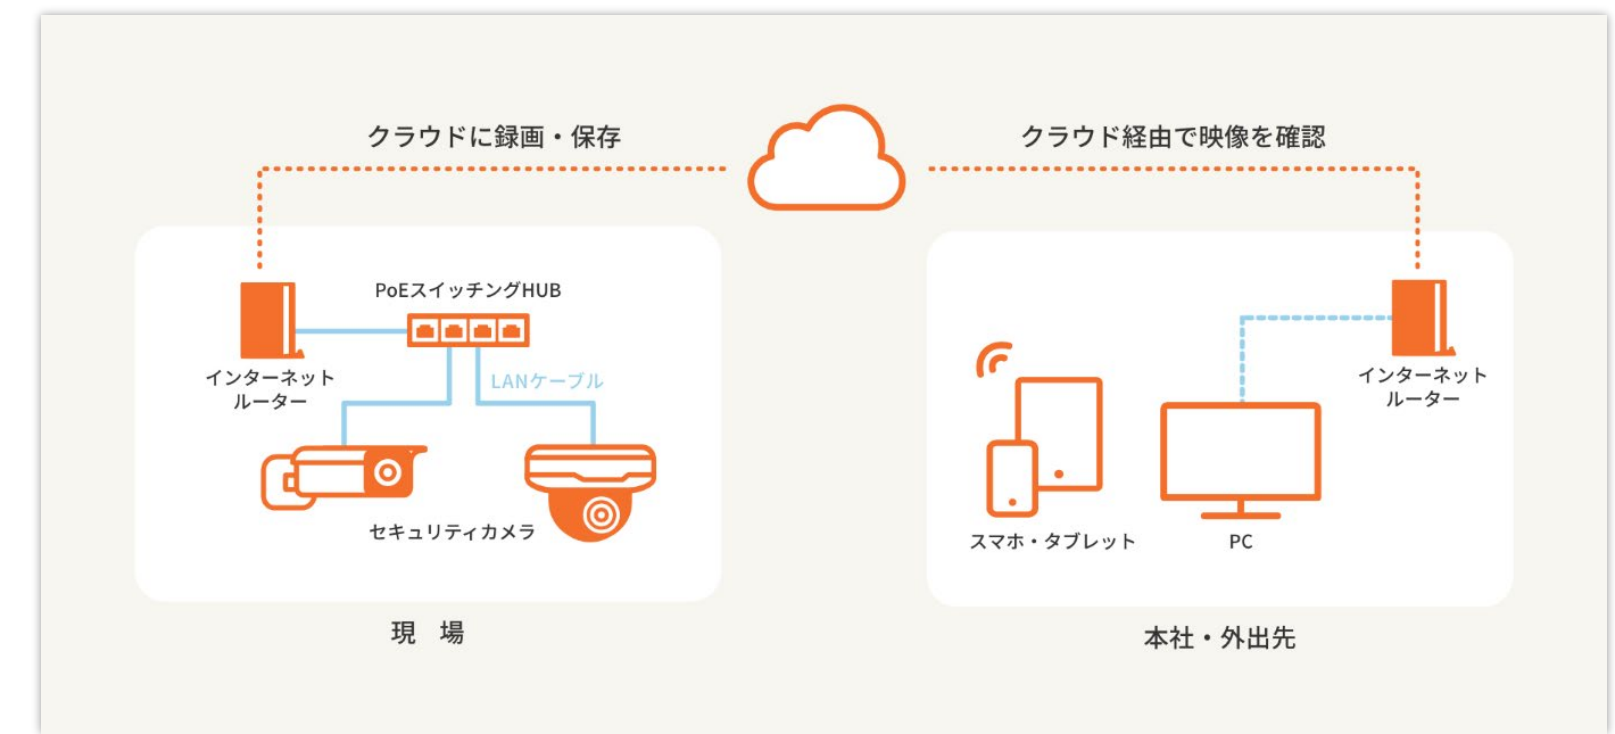 クラウドに録画・保存
クラウド経由で映像を確認
PoEスイッチングHUB
LANケーブル
インターネット
ルーター
セキュリティカメラ
現　場
インターネット
ルーター
スマホ・タブレット
PC
本社・外出先